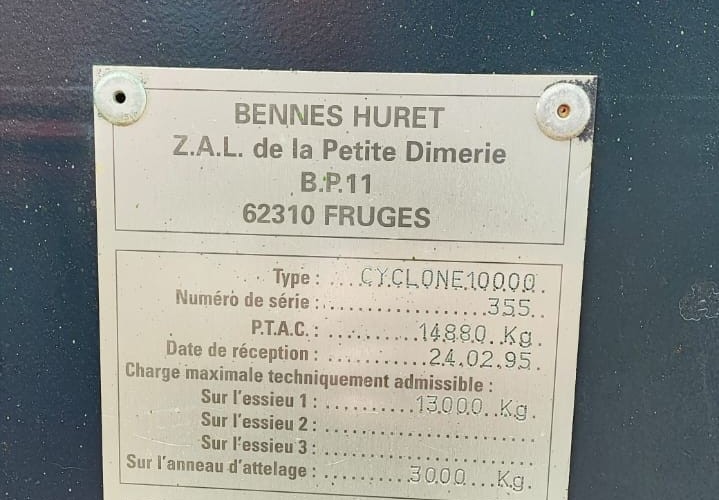 BENNES HURET
Z.A.L. de la Petite Dimerie
B.P.11
62310 FRUGES
Type : ...CYCLONE10000.
Numéro de série :...............355.
P.T.A.C. : ..........14880.Kg.
Date de réception : ...........24.02.95.
Charge maximale techniquement admissible :
Sur l'essieu 1 : ..........13000..Kg.
Sur l'essieu 2 : .......................
Sur l'essieu 3 : .......................
Sur l'anneau d'attelage : ..........3000...Kg.